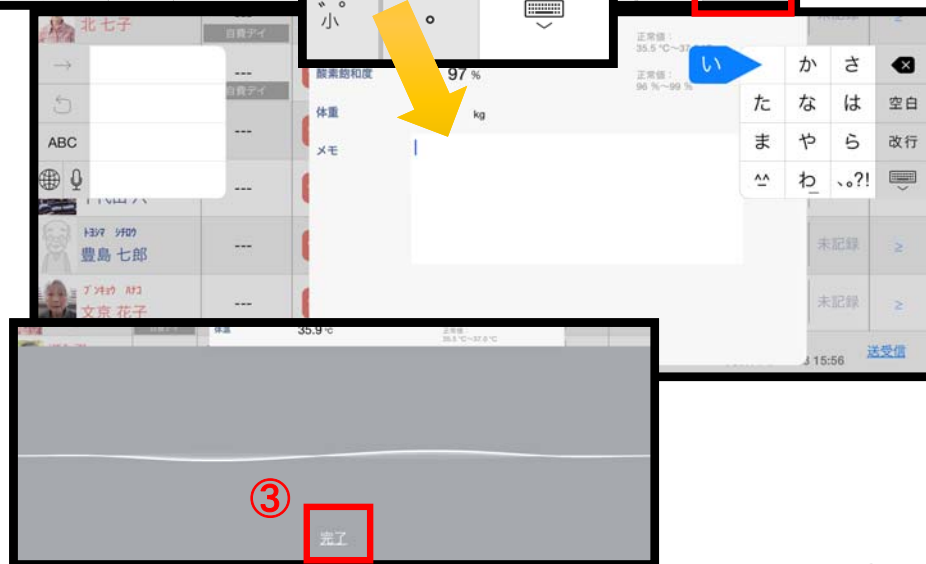 小゛゜ 。
北 七子 --- 自費デイ
正常値：
35.5 ℃～37
酸素飽和度 97 %
正常値：
96 %～99 %
い か さ
--- 自費デイ
体重 kg
た な は 空白
ABC ---
メモ
ま や ら 改行
^^ わ_ 、。?!
---
トヨシマ シチロウ
豊島 七郎 --- 未記録 ≥
ブンキョウ ハナコ
文京 花子 --- 未記録 ≥
送受信
15:56
体温 35.9 ℃
正常値：
35.5 ℃～37.0 ℃
③
完了